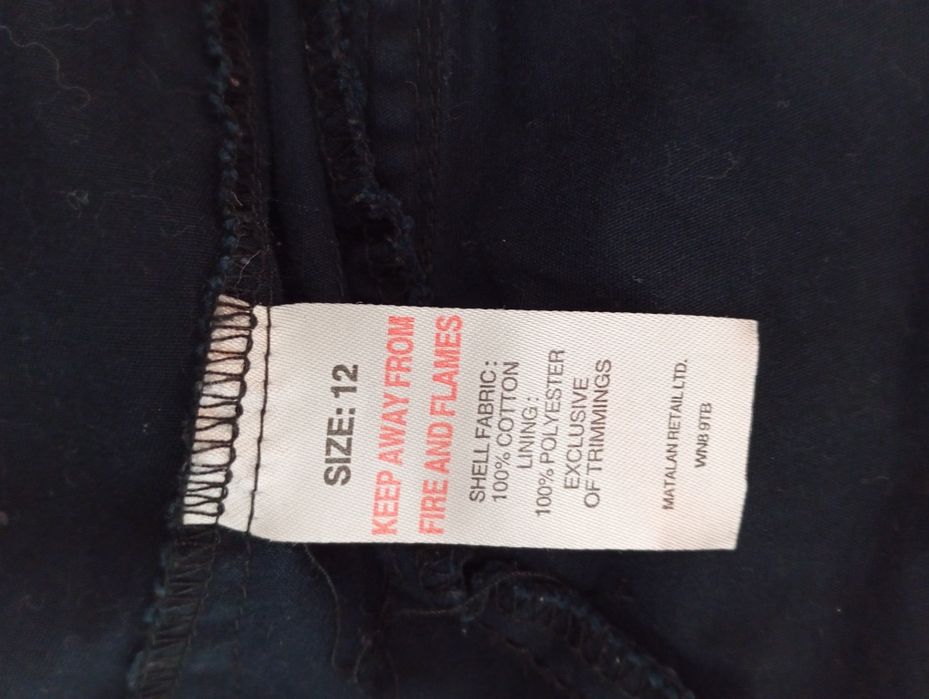 SIZE: 12
KEEP AWAY FROM
FIRE AND FLAMES
SHELL FABRIC:
100% COTTON
LINING:
100% POLYESTER
EXCLUSIVE
OF TRIMMINGS
MATALAN RETAIL LTD.
WN8 9TB